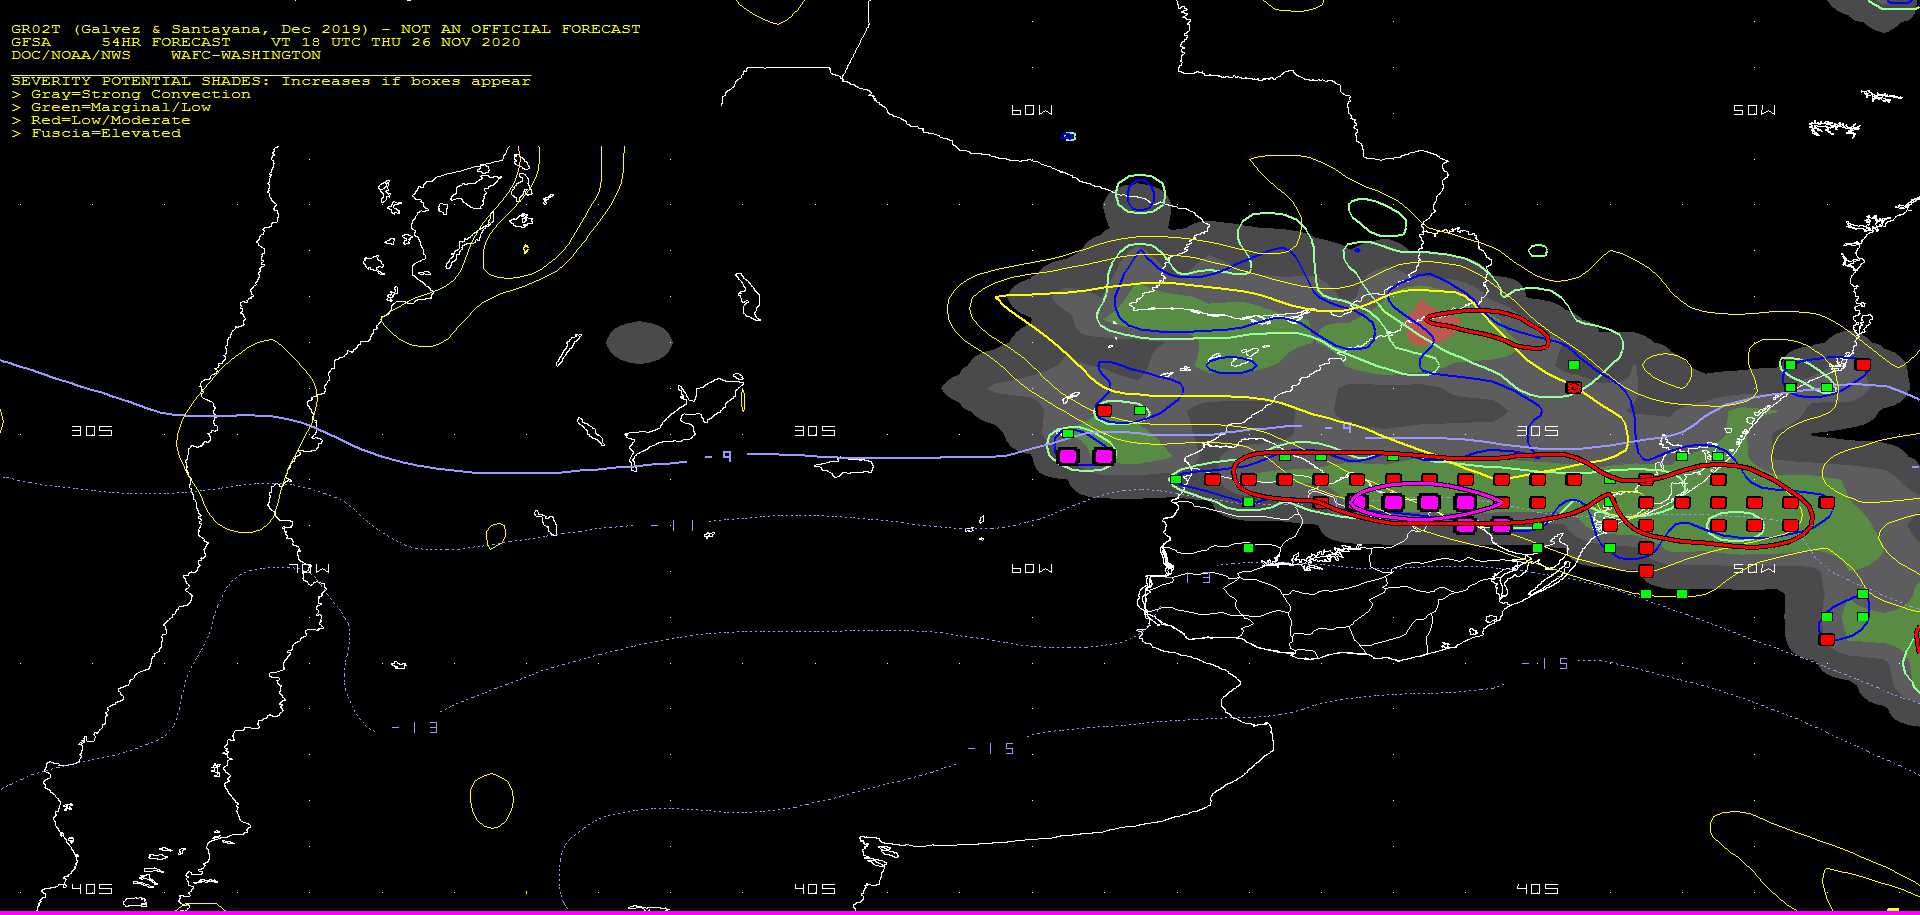 GR02T (Galvez & Santayana, Dec 2019) – NOT AN OFFICIAL FORECAST
GFSA 54HR FORECAST VT 18 UTC THU 26 NOV 2020
DOC/NOAA/NWS WAFC–WASHINGTON
SEVERITY POTENTIAL SHADES: Increases if boxes appear
> Gray=Strong Convection
> Green=Marginal/Low
> Red=Low/Moderate
> Fuscia=Elevated
60W 50W
30S 30S 30S
-9 -9
-11
70W 60W 50W
13
-15
-13
-15
40S 40S 40S